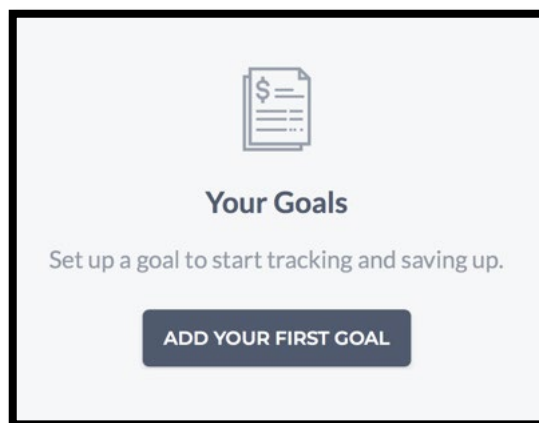 $
Your Goals
Set up a goal to start tracking and saving up.
ADD YOUR FIRST GOAL